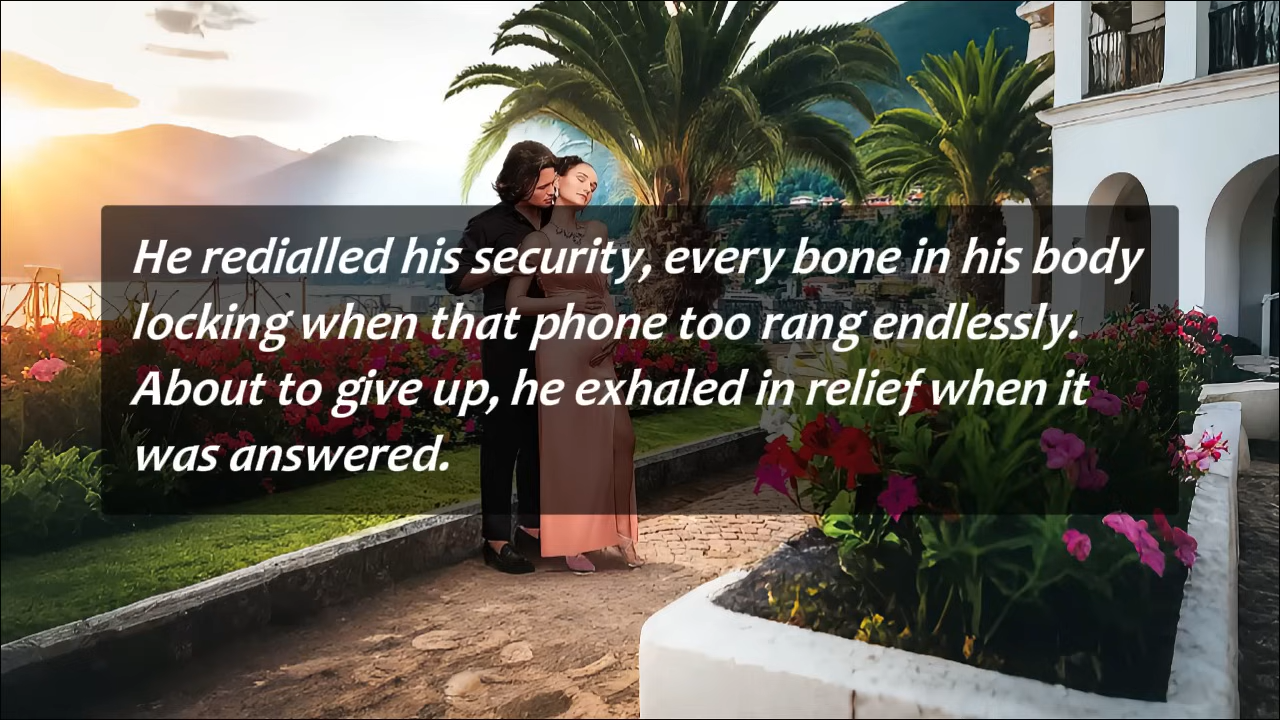 He redialled his security, every bone in his body
locking when that phone too rang endlessly.
About to give up, he exhaled in relief when it
was answered.